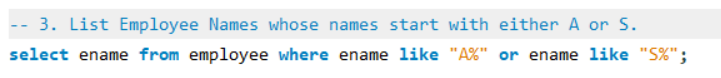 -- 3. List Employee Names whose names start with either A or S.
select ename from employee where ename like "A%" or ename like "S%";